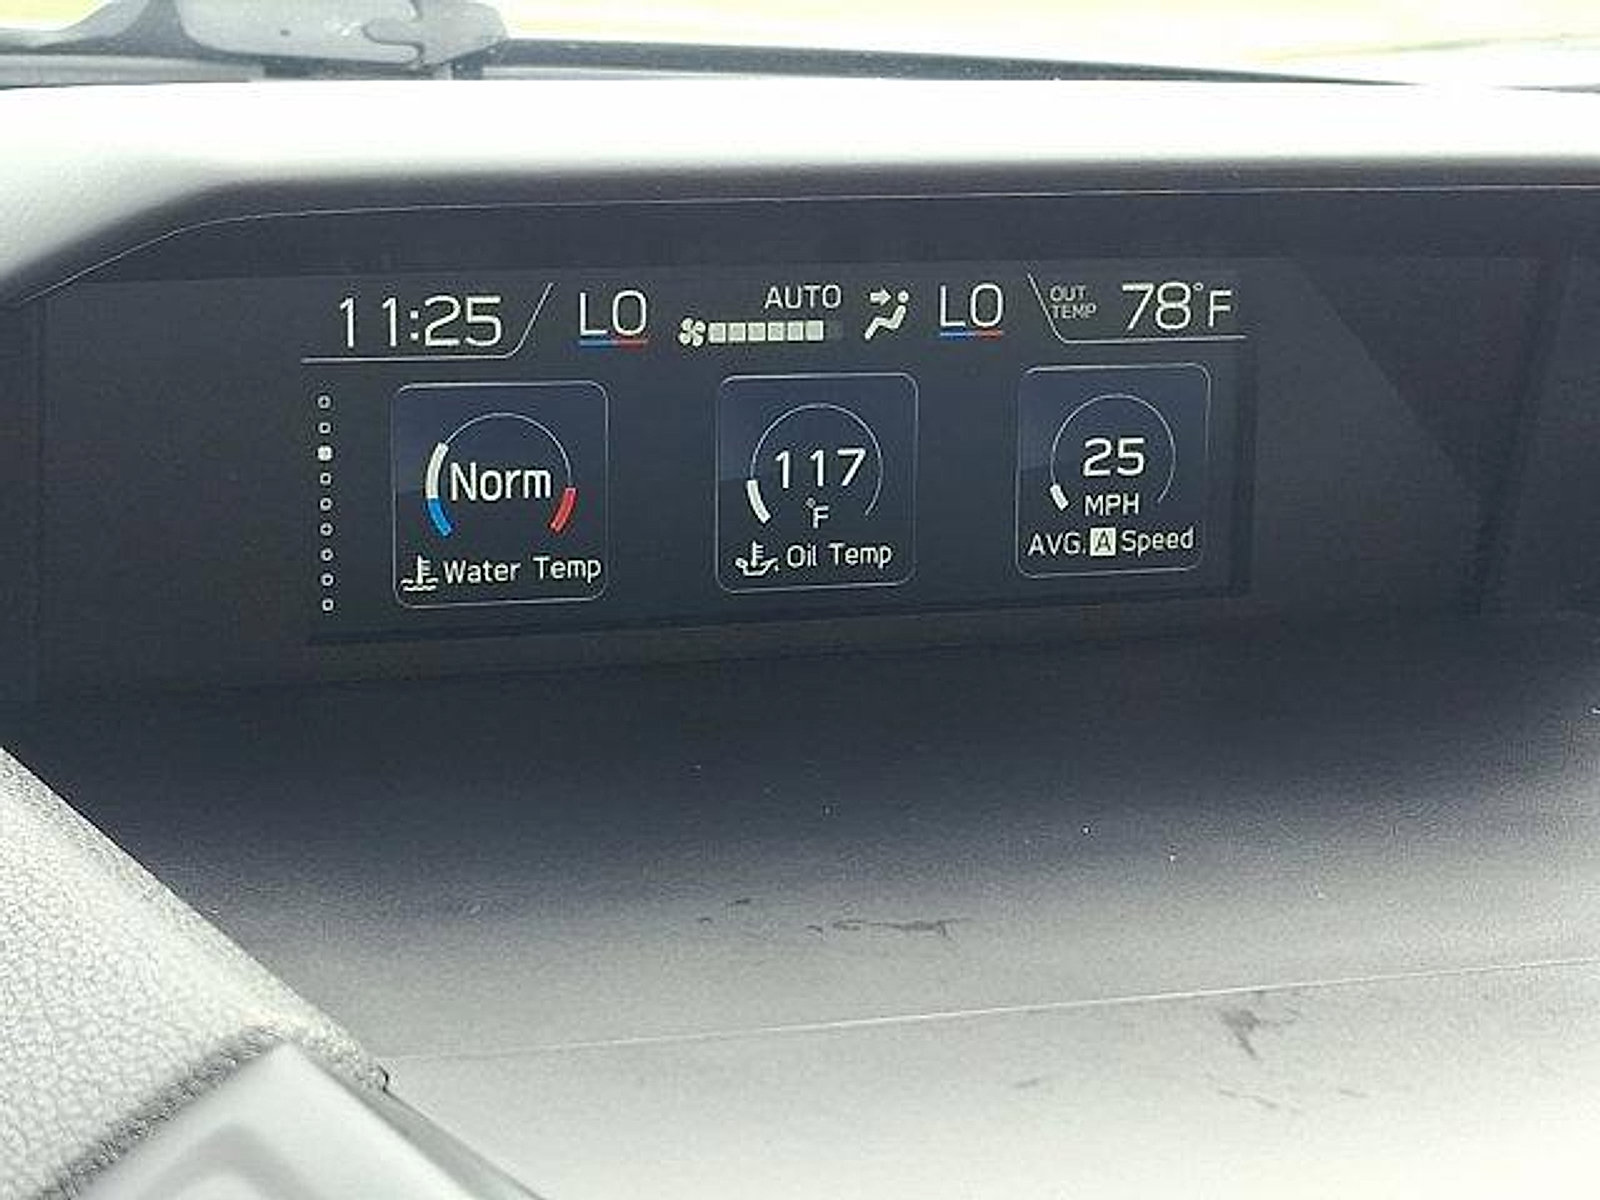 11:25 LO AUTO LO OUT TEMP 78°F
Norm
Water Temp
117
°F
Oil Temp
25
MPH
AVG. A Speed